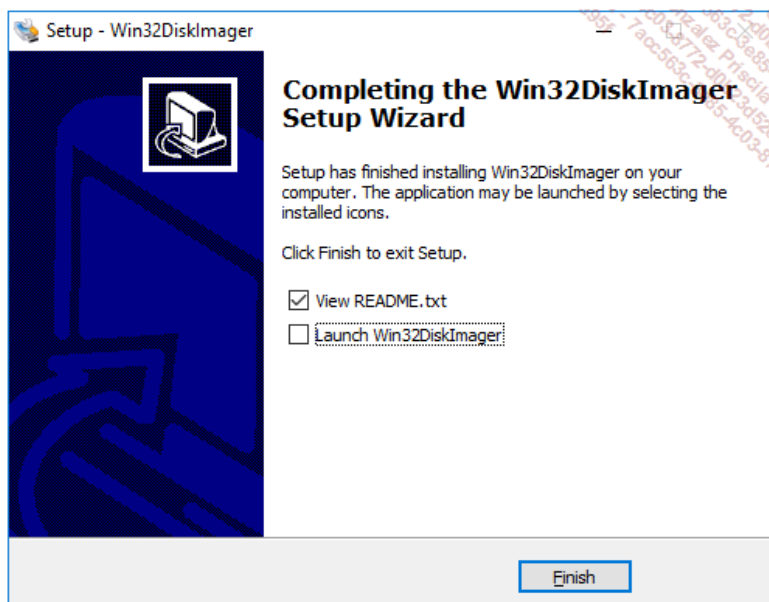 Setup - Win32DiskImager
Completing the Win32DiskImager
Setup Wizard
Setup has finished installing Win32DiskImager on your
computer. The application may be launched by selecting the
installed icons.
Click Finish to exit Setup.
View README.txt
Launch Win32DiskImager
Finish